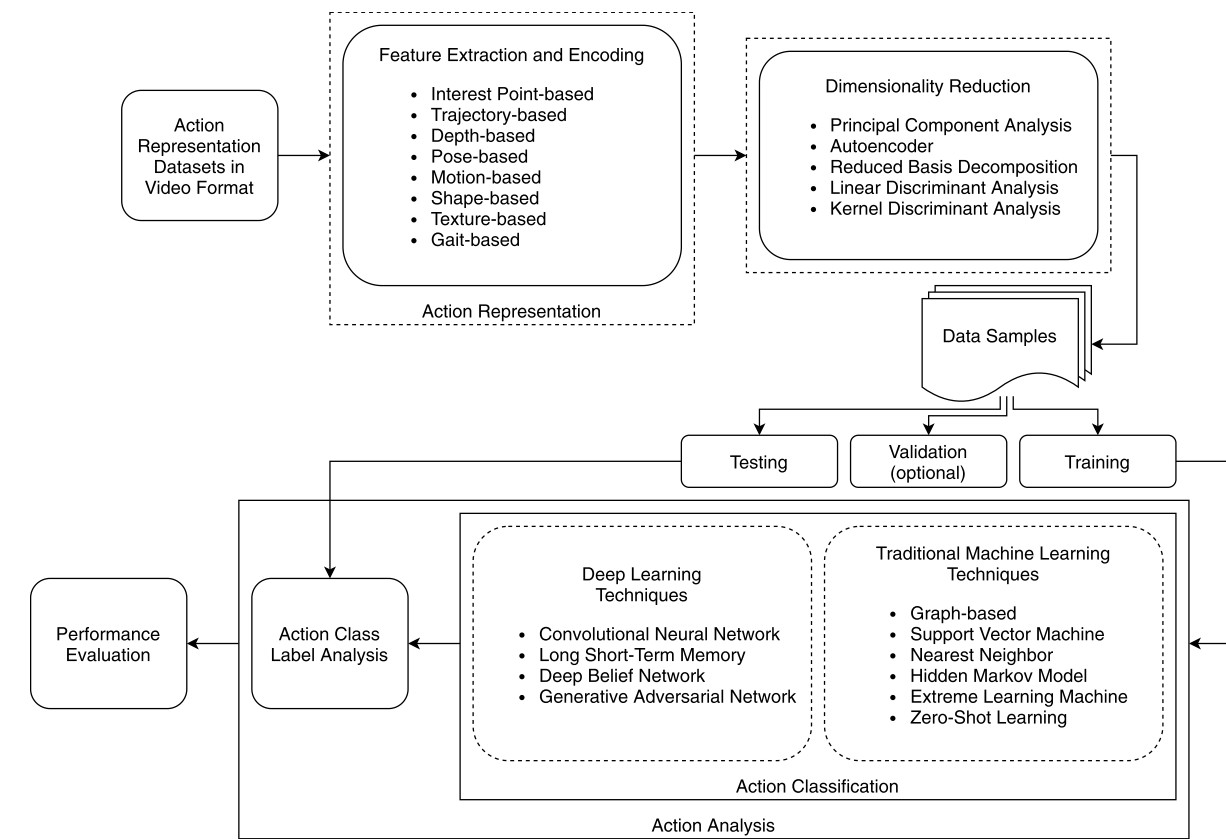 Action
Representation
Datasets in
Video Format
Feature Extraction and Encoding
• Interest Point-based
• Trajectory-based
• Depth-based
• Pose-based
• Motion-based
• Shape-based
• Texture-based
• Gait-based
Action Representation
Dimensionality Reduction
• Principal Component Analysis
• Autoencoder
• Reduced Basis Decomposition
• Linear Discriminant Analysis
• Kernel Discriminant Analysis
Data Samples
Testing
Validation
(optional)
Training
Performance
Evaluation
Action Class
Label Analysis
Deep Learning
Techniques
• Convolutional Neural Network
• Long Short-Term Memory
• Deep Belief Network
• Generative Adversarial Network
Traditional Machine Learning
Techniques
• Graph-based
• Support Vector Machine
• Nearest Neighbor
• Hidden Markov Model
• Extreme Learning Machine
• Zero-Shot Learning
Action Classification
Action Analysis